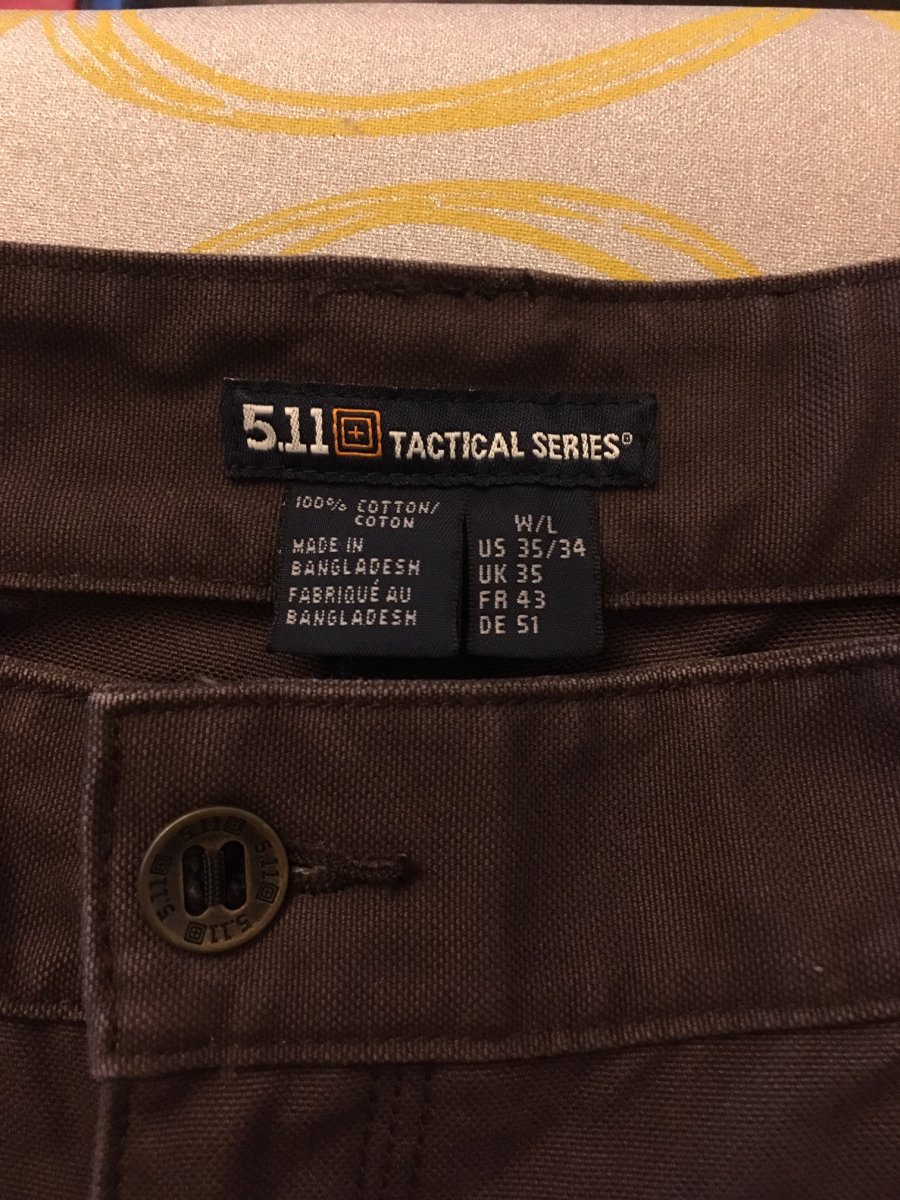 5.11 TACTICAL SERIES®
100% COTTON/
COTON
MADE IN
BANGLADESH
FABRIQUÉ AU
BANGLADESH
W/L
US 35/34
UK 35
FR 43
DE 51
5.11
5.11
5.11
5.11